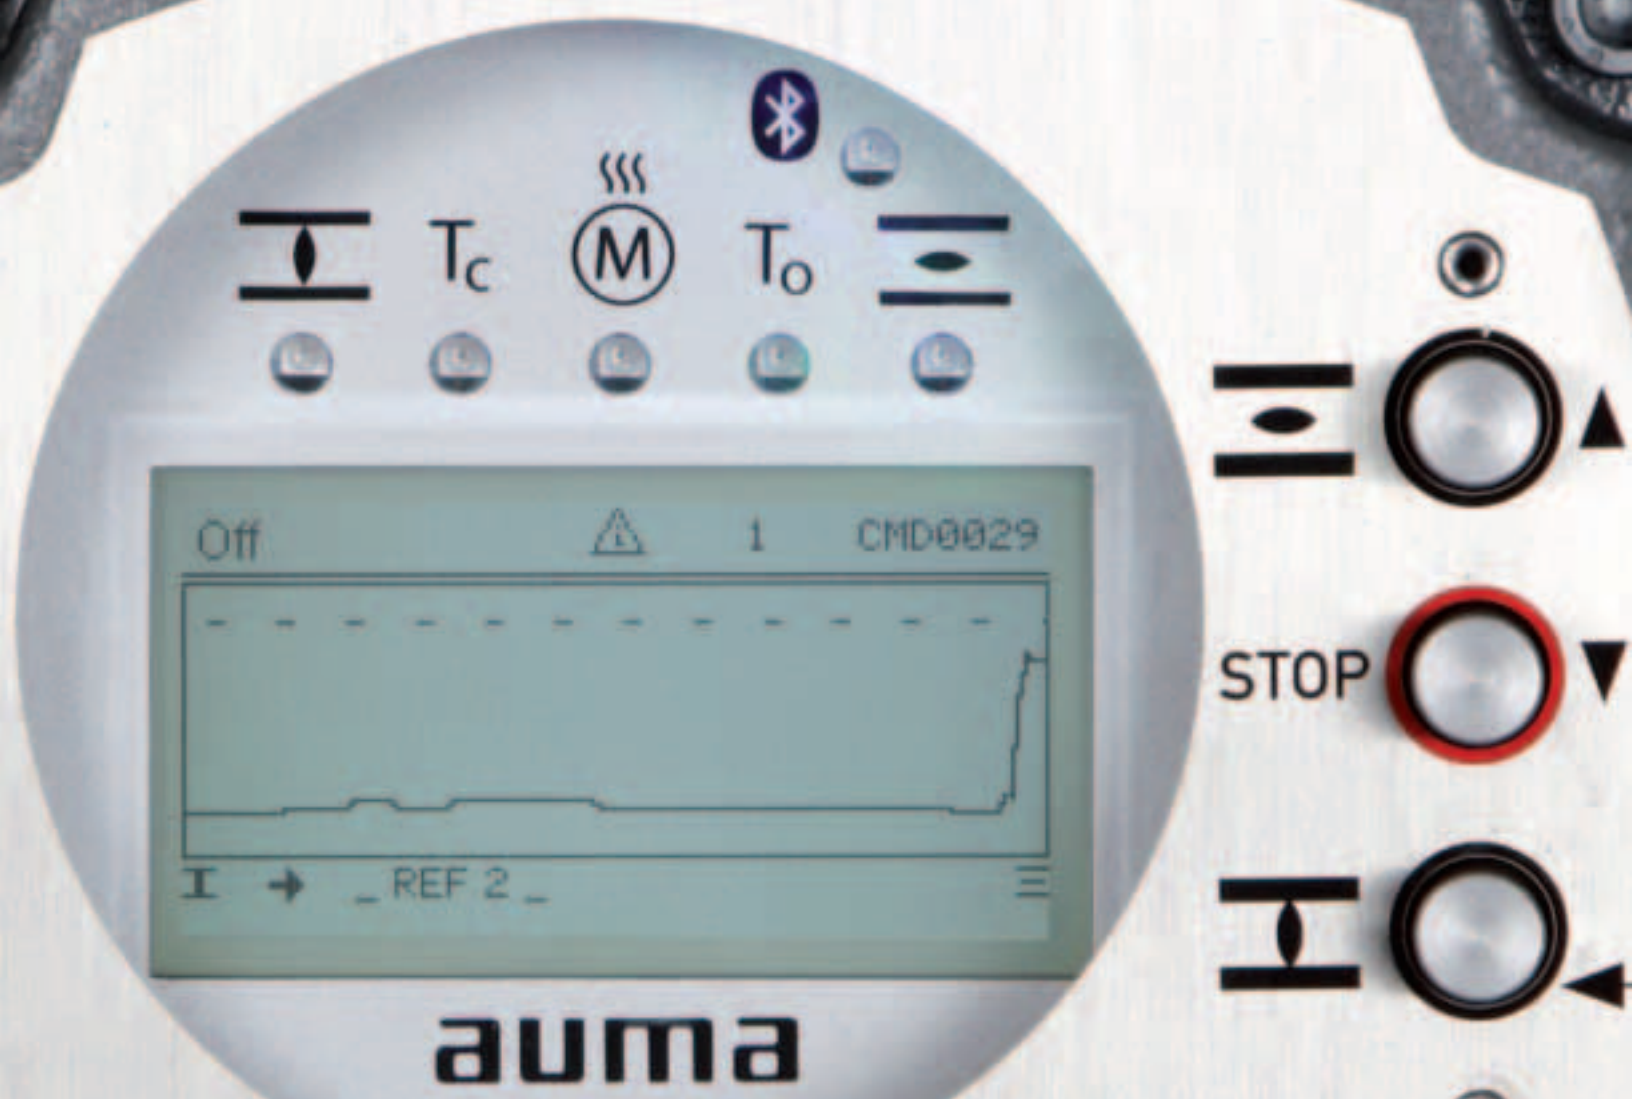 Tc M To
Off 1 CMD0029
STOP
_ REF 2 _
auma